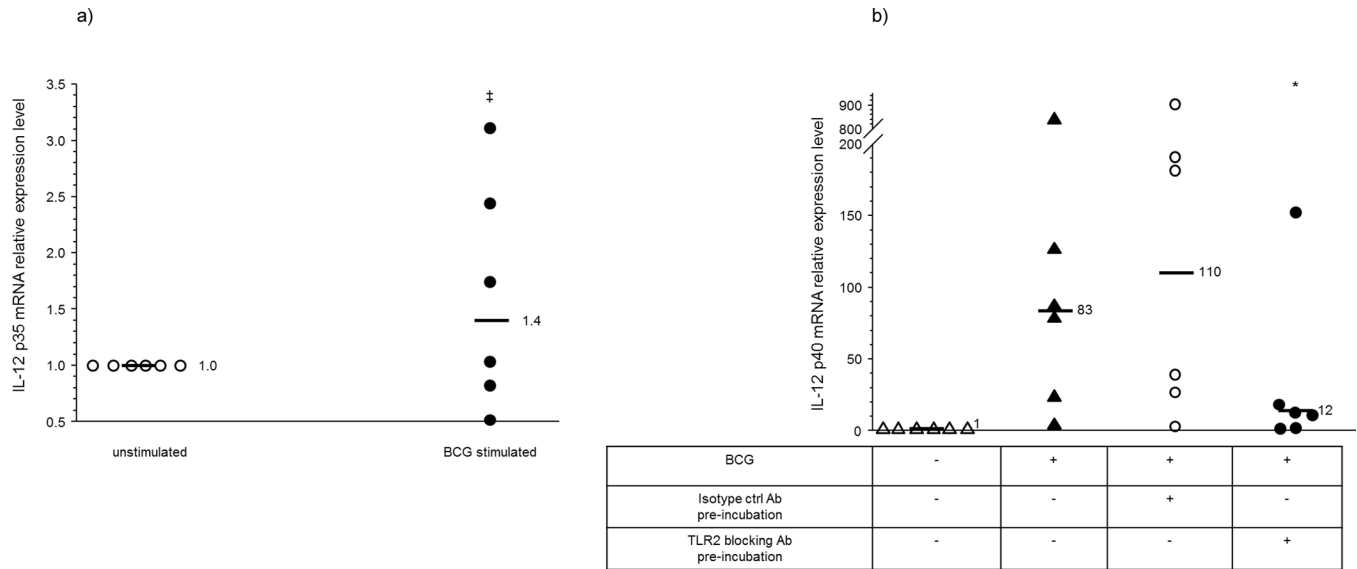 a)
IL-12 p35 mRNA relative expression level
3.5
3.0
2.5
2.0
1.5
1.0
0.5
‡
1.4
1.0
unstimulated
BCG stimulated
b)
IL-12 p40 mRNA relative expression level
900
800
200
150
100
50
0
*
1
83
110
12
BCG - + + +
Isotype ctrl Ab
pre-incubation - - + -
TLR2 blocking Ab
pre-incubation - - - +